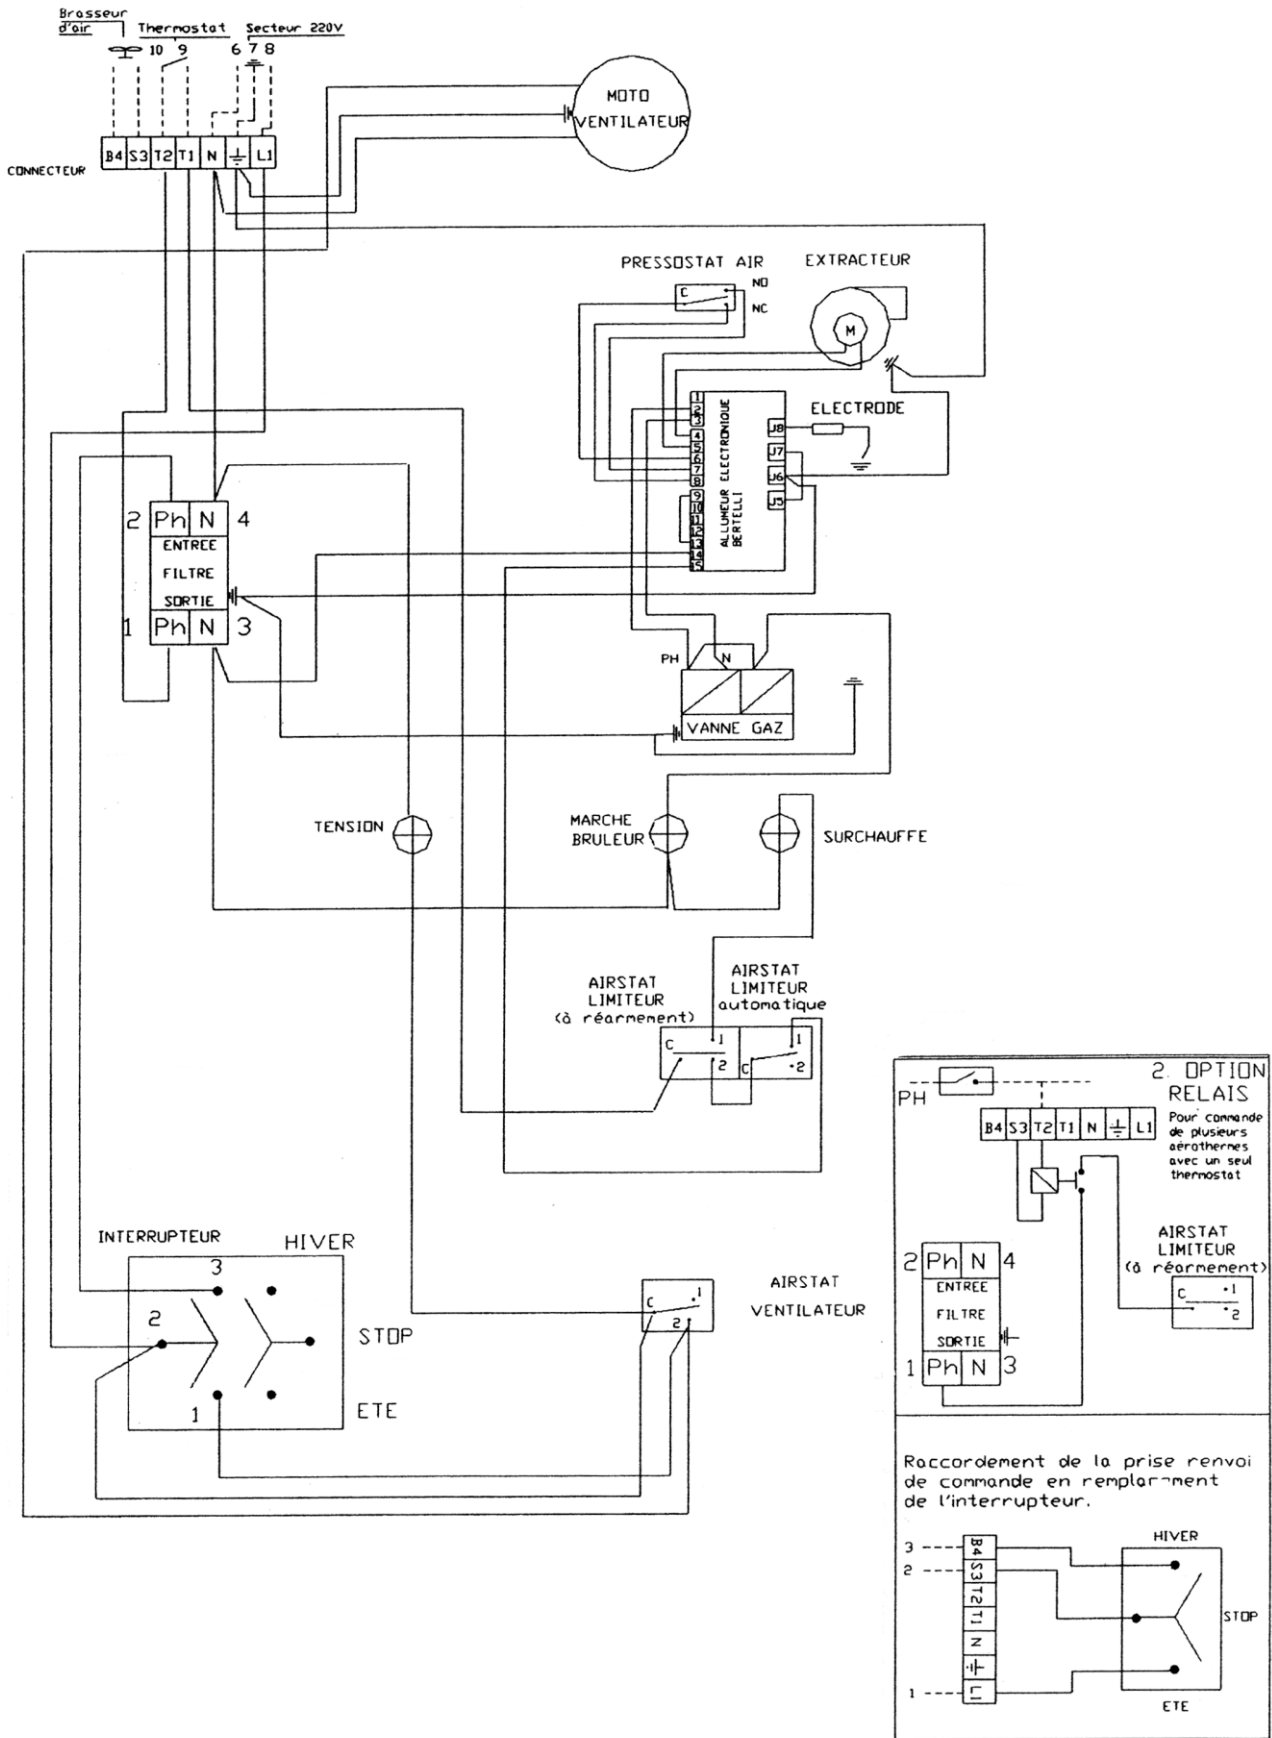 Brasseur
d'air
Thermostat
Secteur 220V
10 9 6 7 8
MOTO
VENTILATEUR
B4 S3 T2 T1 N L1
CONNECTEUR
PRESSOSTAT AIR
EXTRACTEUR
C NO
NC
M
ELECTRODE
1
2
3
4
5
6
7
8
9
10
11
12
13
14
15
ALLUMEUR ELECTRONIQUE
BERTELLI
J8
J7
J6
J5
2 Ph N 4
ENTREE
FILTRE
SORTIE
1 Ph N 3
PH N
VANNE GAZ
TENSION
MARCHE
BRULEUR
SURCHAUFFE
AIRSTAT
LIMITEUR
(à réarmement)
AIRSTAT
LIMITEUR
automatique
C 1 2
C 1 2
INTERRUPTEUR
HIVER
3
2
STOP
1
ETE
C 1
2
AIRSTAT
VENTILATEUR
2. OPTION
RELAIS
PH
Pour commande
de plusieurs
aérothermes
avec un seul
thermostat
B4 S3 T2 T1 N L1
AIRSTAT
LIMITEUR
(à réarmement)
C 1
2
2 Ph N 4
ENTREE
FILTRE
SORTIE
1 Ph N 3
Raccordement de la prise renvoi
de commande en
de l'interrupteur.
HIVER
3 B4
2 S3
T2
T1
N
1 L1
STOP
ETE